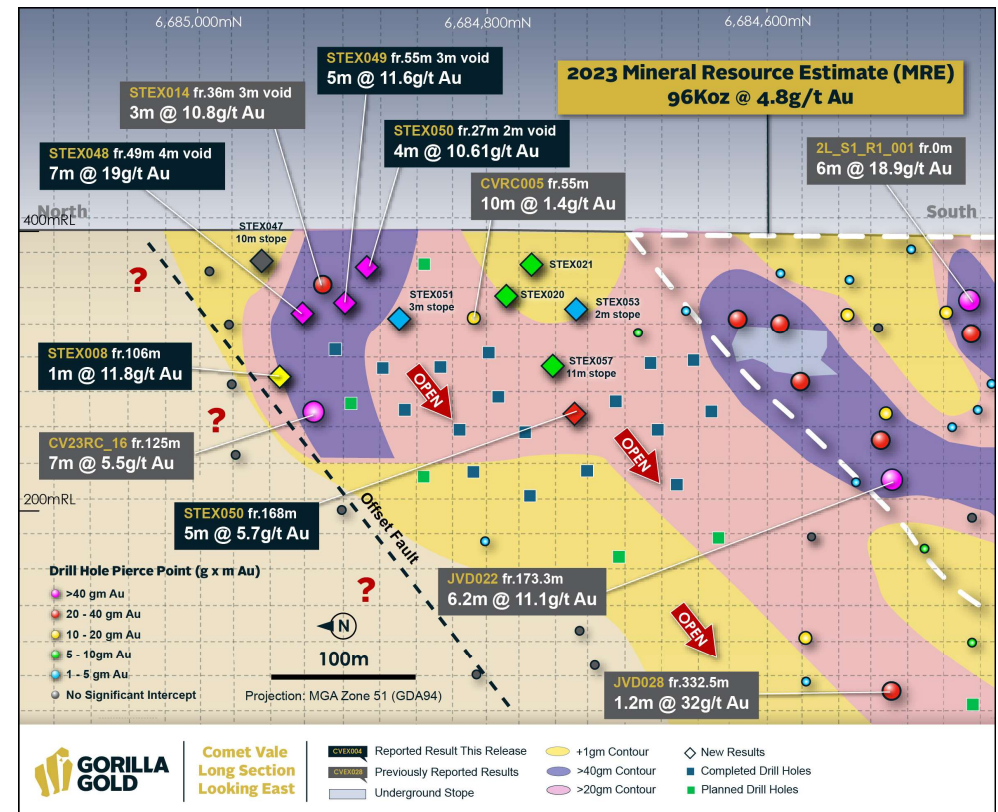 6,685,000mN
6,684,800mN
6,684,600mN
STEX049 fr.55m 3m void
5m @ 11.6g/t Au
2023 Mineral Resource Estimate (MRE)
96Koz @ 4.8g/t Au
STEX014 fr.36m 3m void
3m @ 10.8g/t Au
STEX050 fr.27m 2m void
4m @ 10.61g/t Au
STEX048 fr.49m 4m void
7m @ 19g/t Au
2L_S1_R1_001 fr.0m
6m @ 18.9g/t Au
CVRC005 fr.55m
10m @ 1.4g/t Au
North
South
400mRL
STEX047
10m stope
?
STEX021
STEX020
STEX051
3m stope
STEX053
2m stope
STEX008 fr.106m
1m @ 11.8g/t Au
STEX057
11m stope
OPEN
?
CV23RC_16 fr.125m
7m @ 5.5g/t Au
OPEN
200mRL
STEX050 fr.168m
5m @ 5.7g/t Au
Offset Fault
Drill Hole Pierce Point (g x m Au)
>40 gm Au
20 - 40 gm Au
10 - 20 gm Au
5 - 10gm Au
1 - 5 gm Au
No Significant Intercept
?
JVD022 fr.173.3m
6.2m @ 11.1g/t Au
N
100m
Projection: MGA Zone 51 (GDA94)
OPEN
JVD028 fr.332.5m
1.2m @ 32g/t Au
GORILLA
GOLD
Comet Vale
Long Section
Looking East
CVEX004 Reported Result This Release
CVEX028 Previously Reported Results
Underground Stope
+1gm Contour
>40gm Contour
>20gm Contour
New Results
Completed Drill Holes
Planned Drill Holes